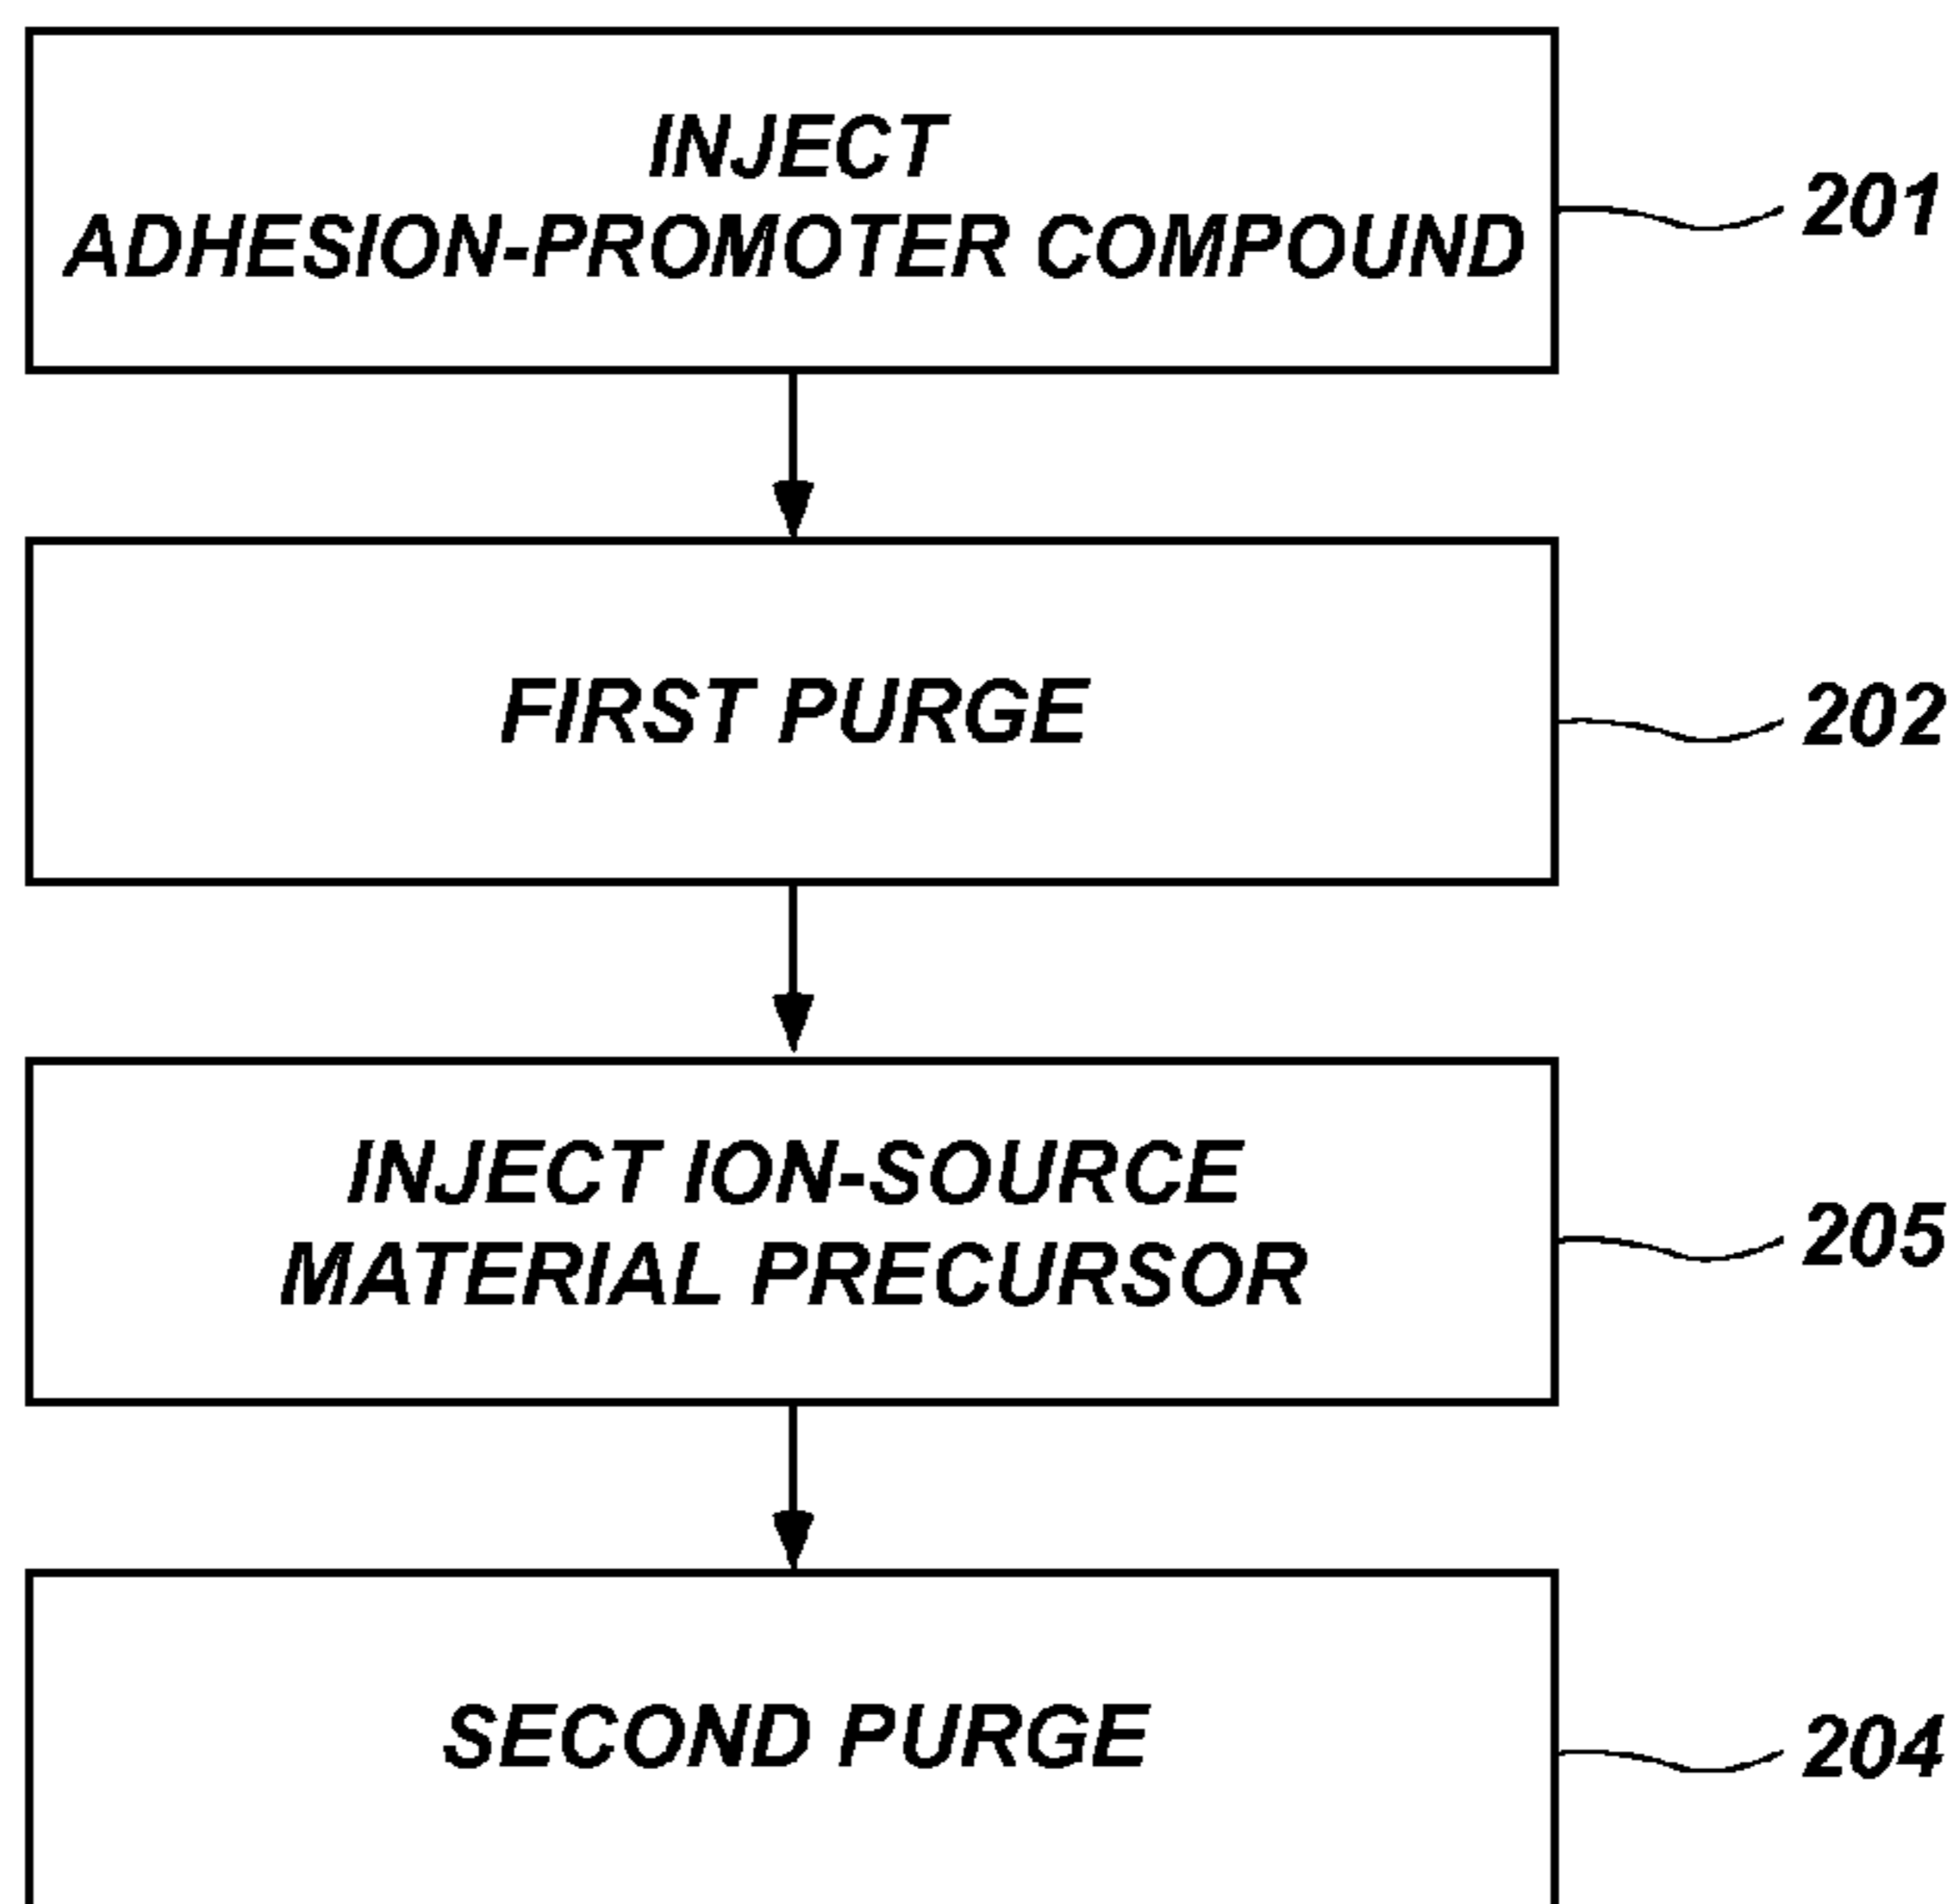 INJECT
ADHESION-PROMOTER COMPOUND
201
FIRST PURGE
202
INJECT ION-SOURCE
MATERIAL PRECURSOR
205
SECOND PURGE
204